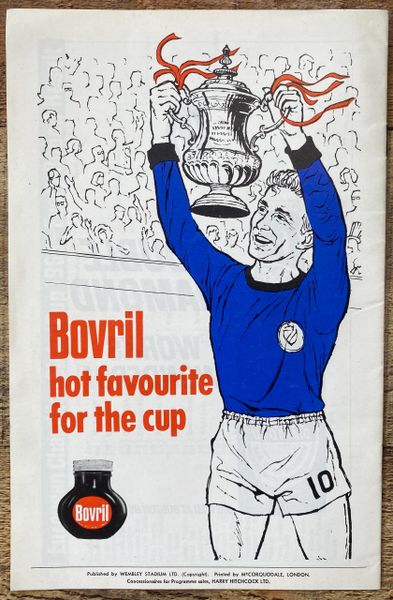 Bovril
hot favourite
for the cup
10
Bovril
Published by WEMBLEY STADIUM LTD. (Copyright). Printed by McCORQUODALE, LONDON.
Concessionaires for Programme sales, HARRY HITCHCOCK LTD.